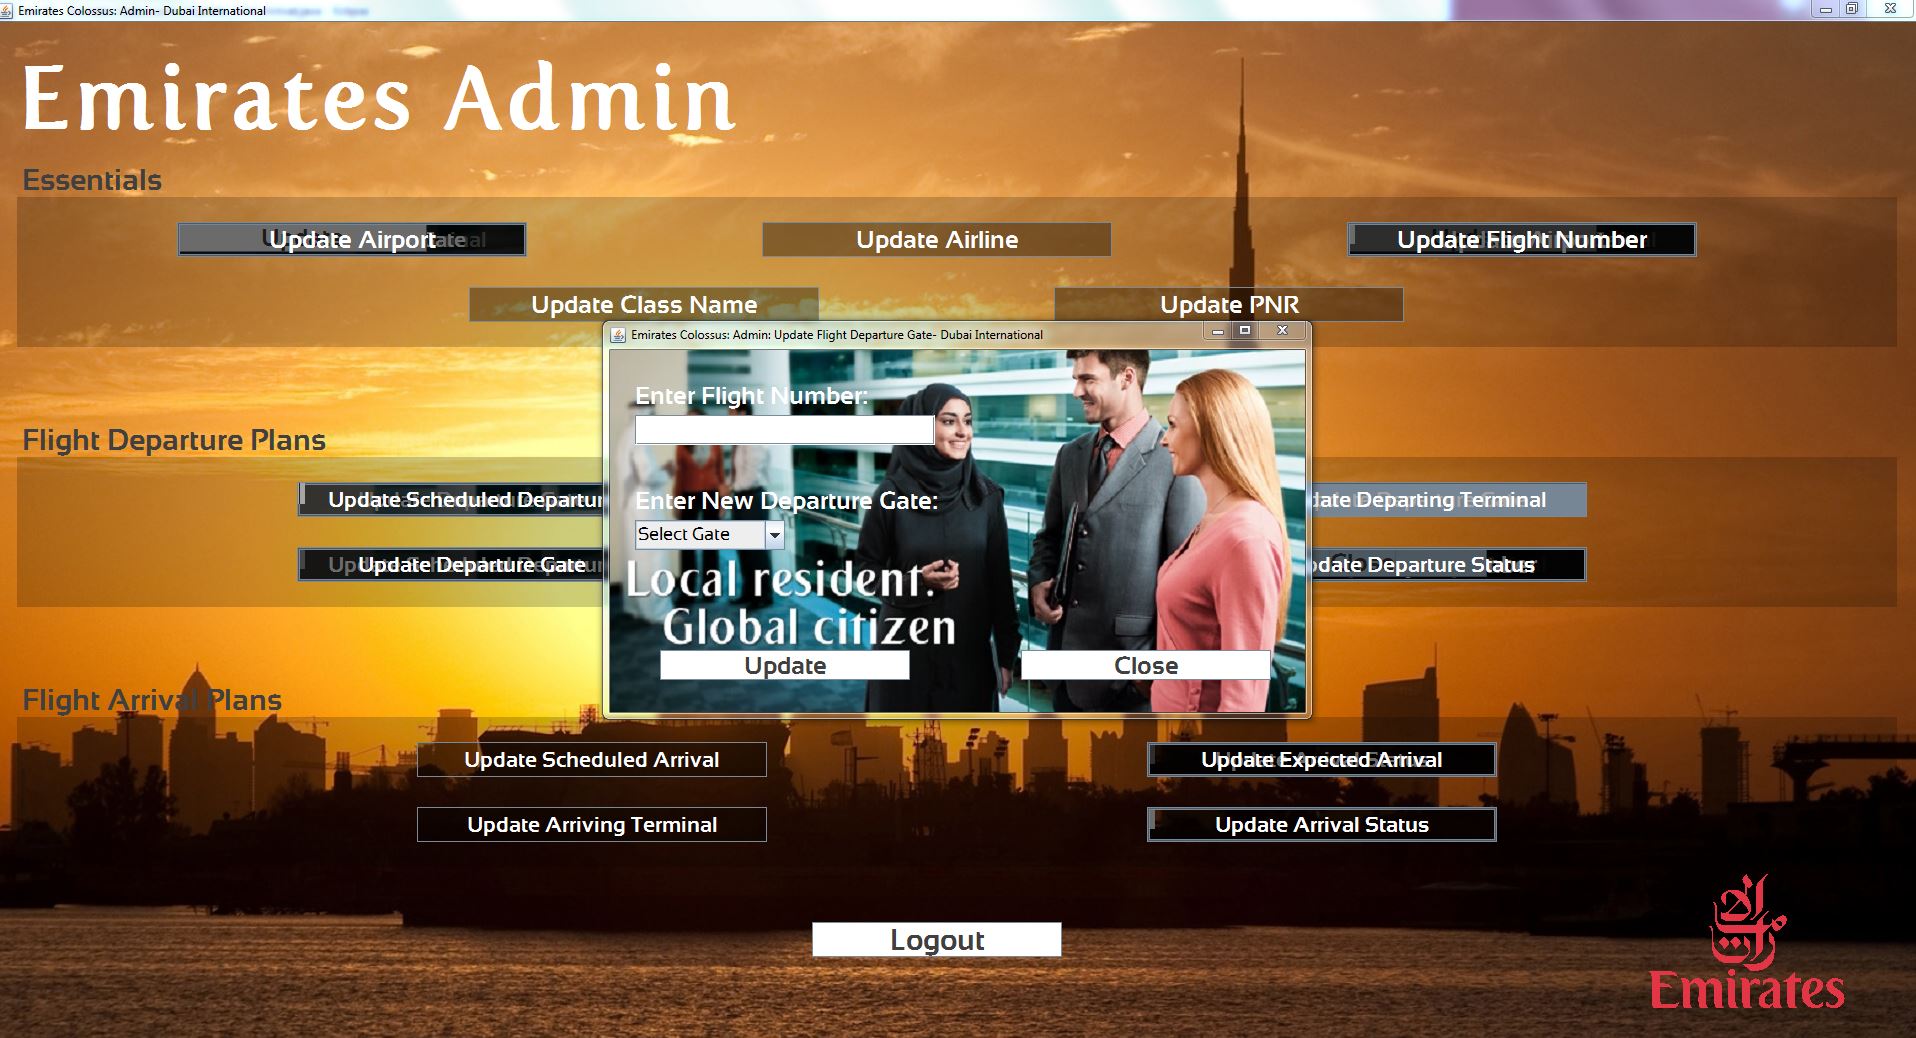 Emirates Colossus: Admin- Dubai International
Emirates Admin
Essentials
Update Airport
Update Airline
Update Flight Number
Update Class Name
Update PNR
Emirates Colossus: Admin: Update Flight Departure Gate- Dubai International
Enter Flight Number:
Enter New Departure Gate:
Select Gate
Local resident.
Global citizen
Update
Close
Flight Departure Plans
Update Scheduled Departur
date Departing Terminal
Update Departure Gate
date Departure Status
Flight Arrival Plans
Update Scheduled Arrival
Update Expected Arrival
Update Arriving Terminal
Update Arrival Status
Logout
Emirates